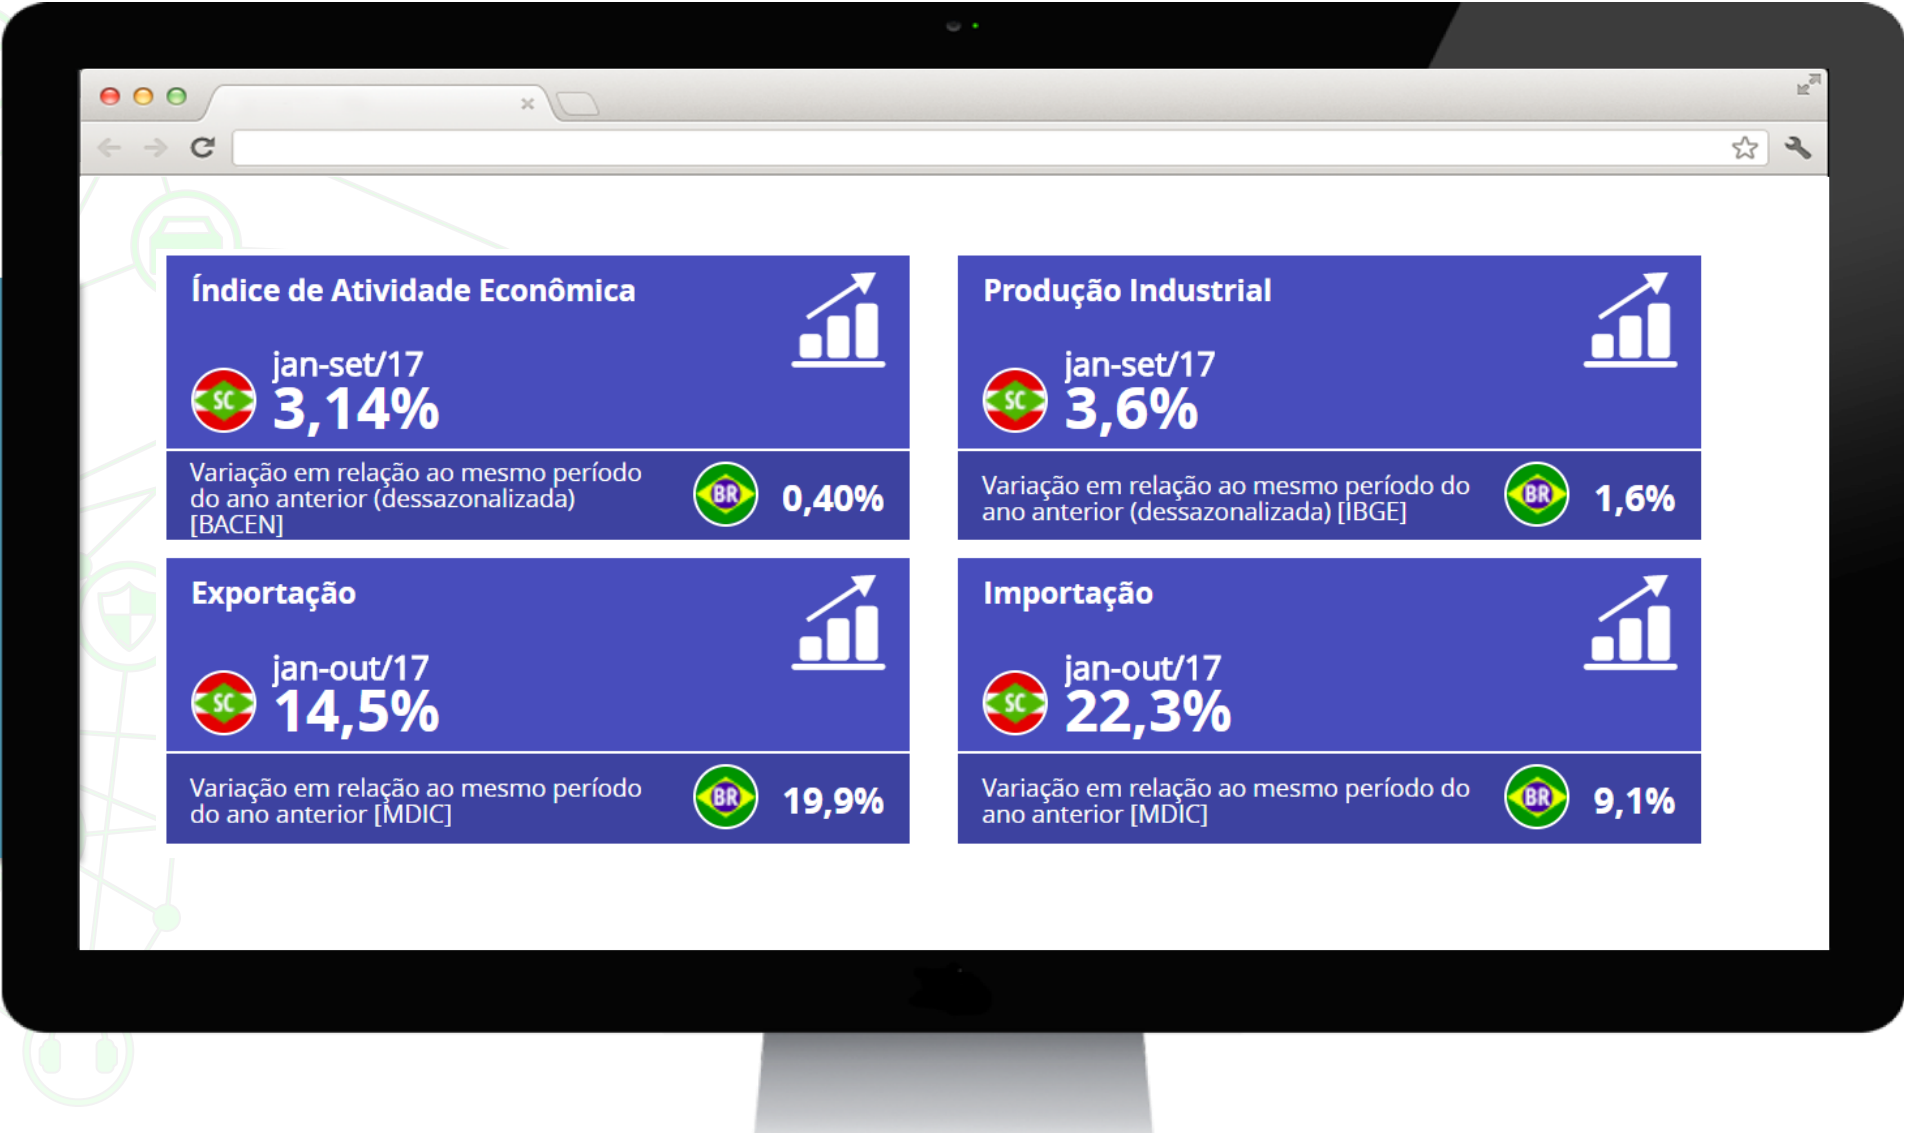 Índice de Atividade Econômica
jan-set/17
SC
3,14%
Variação em relação ao mesmo período
do ano anterior (dessazonalizada)
[BACEN]
BR
0,40%
Produção Industrial
jan-set/17
SC
3,6%
Variação em relação ao mesmo período do
ano anterior (dessazonalizada) [IBGE]
BR
1,6%
Exportação
jan-out/17
SC
14,5%
Variação em relação ao mesmo período
do ano anterior [MDIC]
BR
19,9%
Importação
jan-out/17
SC
22,3%
Variação em relação ao mesmo período do
ano anterior [MDIC]
BR
9,1%